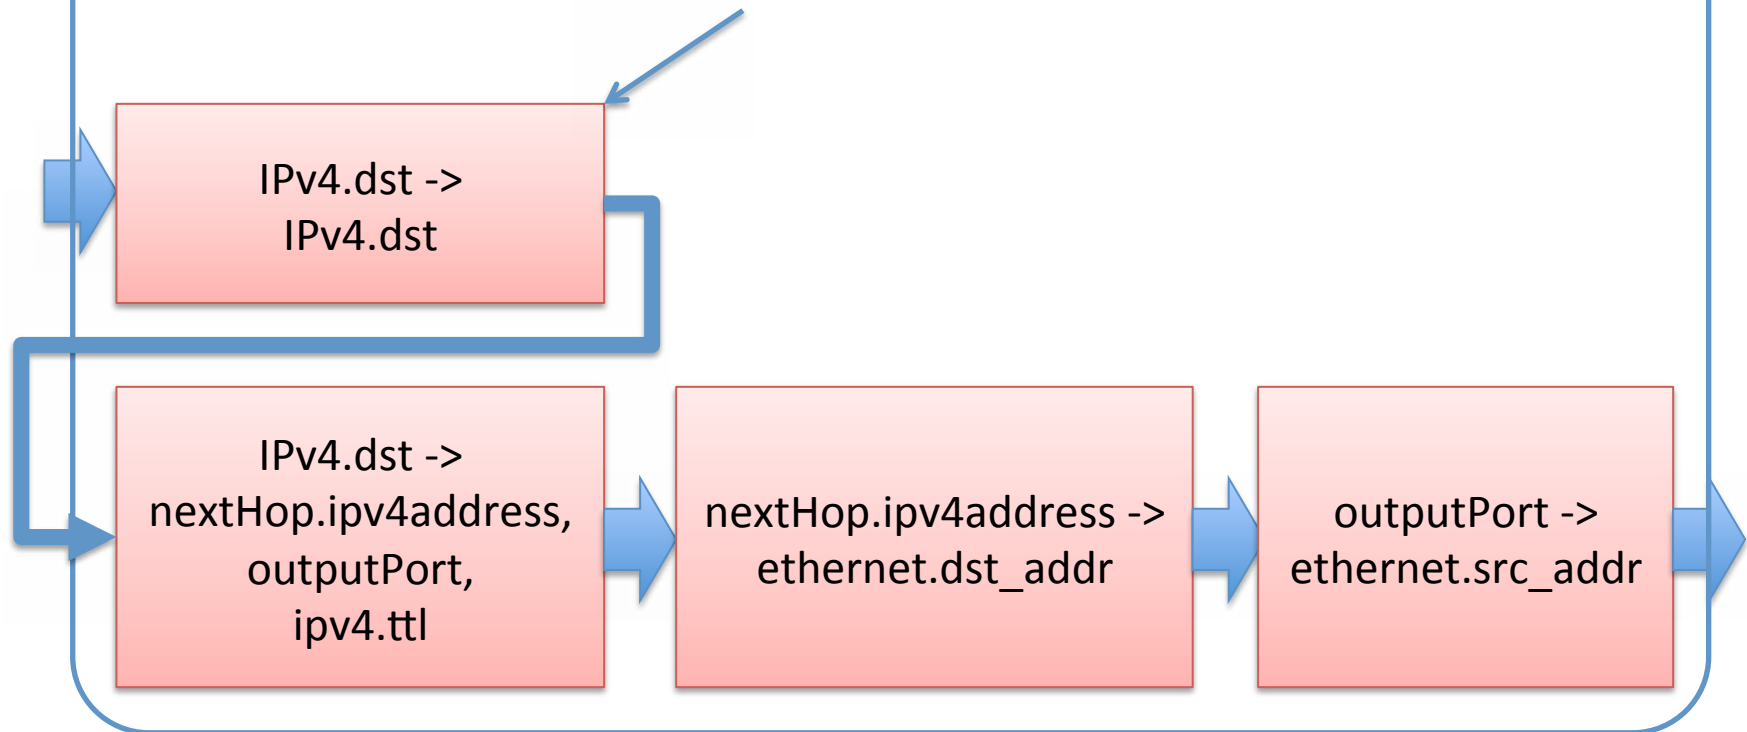 IPv4.dst ->
IPv4.dst
IPv4.dst ->
nextHop.ipv4address,
outputPort,
ipv4.ttl
nextHop.ipv4address ->
ethernet.dst_addr
outputPort ->
ethernet.src_addr